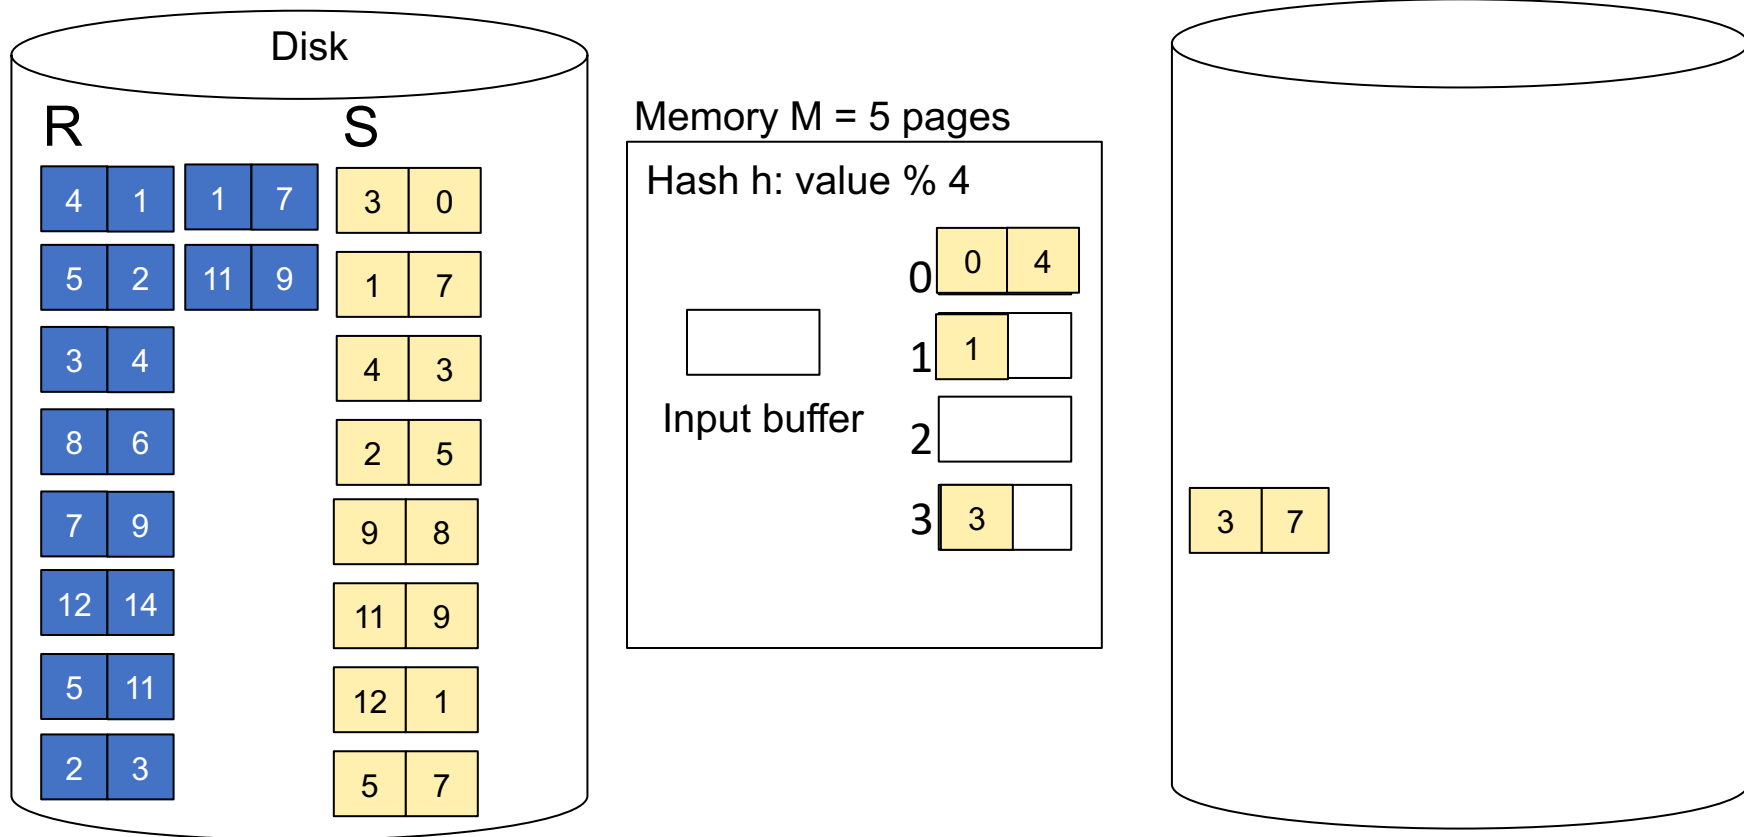 Disk
R S
4 1 1 7 3 0
5 2 11 9 1 7
3 4 4 3
8 6 2 5
7 9 9 8
12 14 11 9
5 11 12 1
2 3 5 7
Memory M = 5 pages
Hash h: value % 4
0 0 4
1 1
Input buffer
2
3 3
3 7